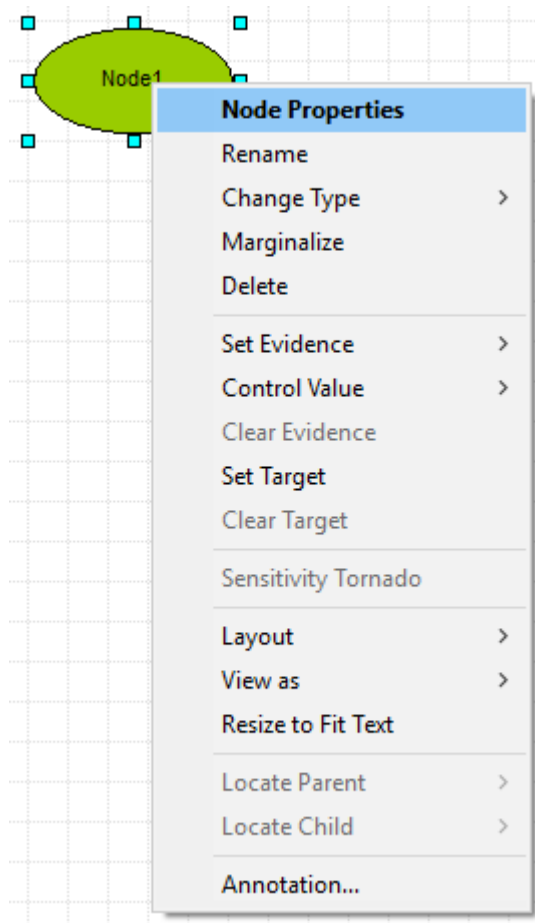 Node1
Node Properties
Rename
Change Type
Marginalize
Delete
Set Evidence
Control Value
Clear Evidence
Set Target
Clear Target
Sensitivity Tornado
Layout
View as
Resize to Fit Text
Locate Parent
Locate Child
Annotation...